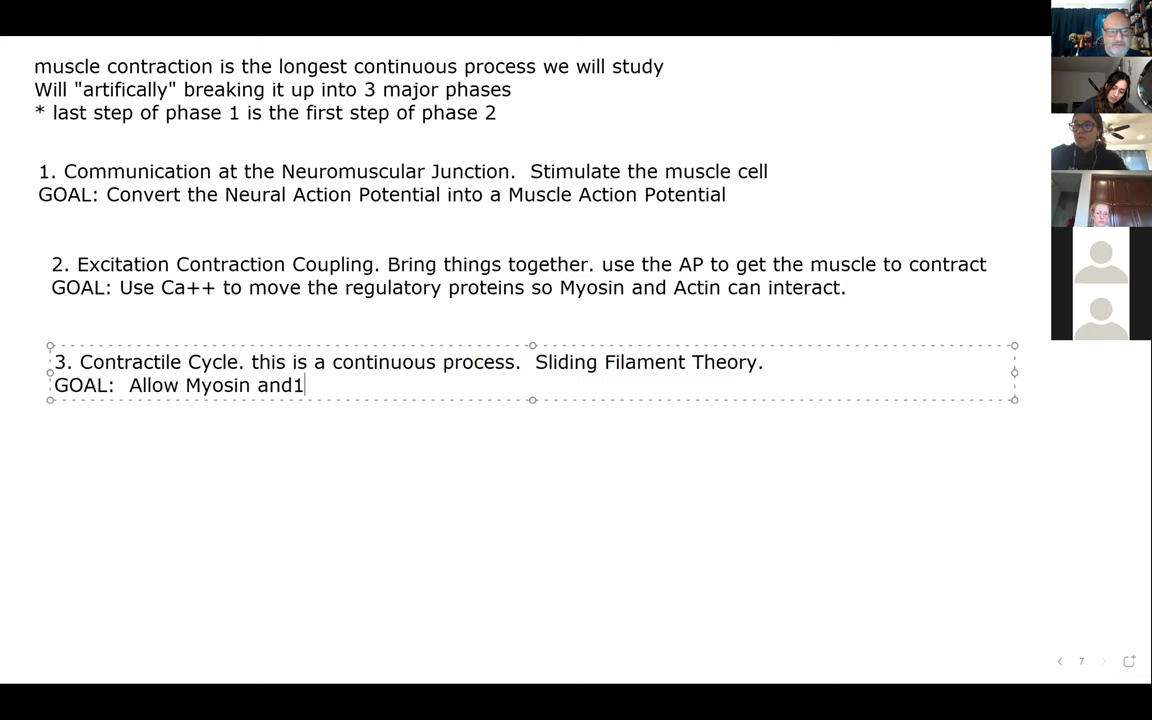 muscle contraction is the longest continuous process we will study
Will "artifically" breaking it up into 3 major phases
* last step of phase 1 is the first step of phase 2
1. Communication at the Neuromuscular Junction.  Stimulate the muscle cell
GOAL: Convert the Neural Action Potential into a Muscle Action Potential
2. Excitation Contraction Coupling. Bring things together. use the AP to get the muscle to contract
GOAL: Use Ca++ to move the regulatory proteins so Myosin and Actin can interact.
3. Contractile Cycle. this is a continuous process.  Sliding Filament Theory.
GOAL:  Allow Myosin and1
7